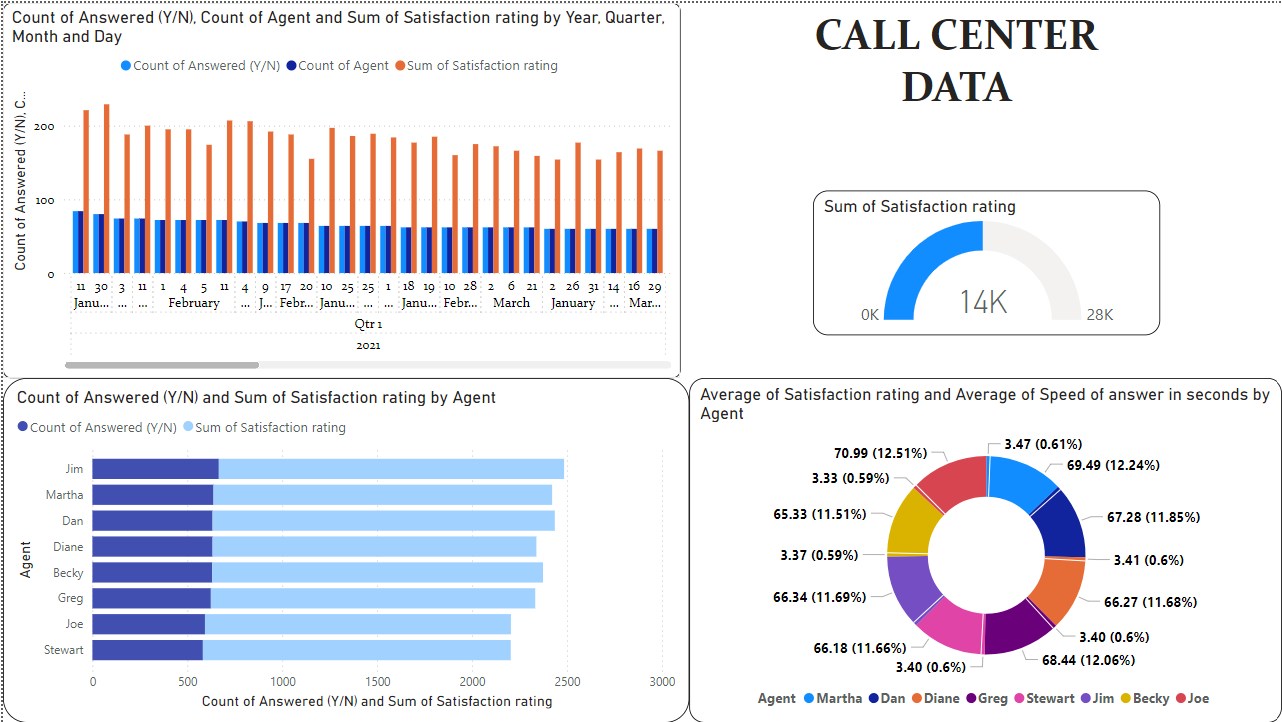 Count of Answered (Y/N), Count of Agent and Sum of Satisfaction rating by Year, Quarter,
Month and Day
Count of Answered (Y/N) Count of Agent Sum of Satisfaction rating
Count of Answered (Y/N), C...
200
100
0
11 30 3 11 1 4 5 11 4 9 17 20 10 25 25 1 18 19 10 28 2 6 21 2 26 31 14 16 29
Janu... ... ... February ... J... Febr... Janu... ... ... Janu... Febr... March January ... Mar...
Qtr 1
2021
CALL CENTER
DATA
Sum of Satisfaction rating
14K
0K 28K
Count of Answered (Y/N) and Sum of Satisfaction rating by Agent
Count of Answered (Y/N) Sum of Satisfaction rating
Agent
Jim
Martha
Dan
Diane
Becky
Greg
Joe
Stewart
0 500 1000 1500 2000 2500 3000
Count of Answered (Y/N) and Sum of Satisfaction rating
Average of Satisfaction rating and Average of Speed of answer in seconds by
Agent
3.47 (0.61%)
70.99 (12.51%)
69.49 (12.24%)
3.33 (0.59%)
65.33 (11.51%)
67.28 (11.85%)
3.37 (0.59%)
3.41 (0.6%)
66.34 (11.69%)
66.27 (11.68%)
3.40 (0.6%)
66.18 (11.66%)
68.44 (12.06%)
3.40 (0.6%)
Agent Martha Dan Diane Greg Stewart Jim Becky Joe